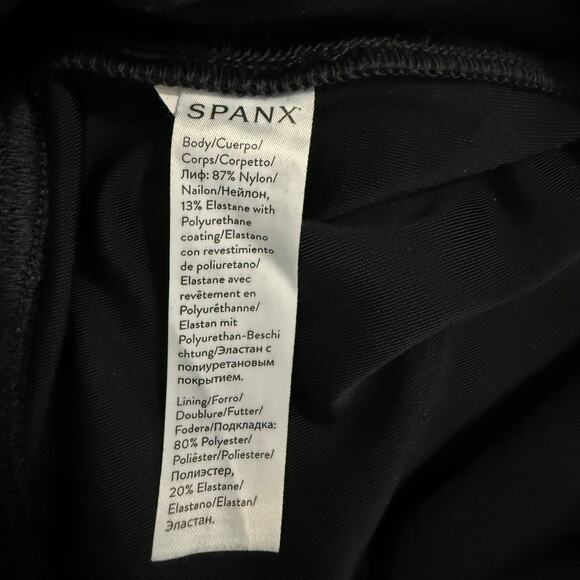 SPANX
Body/Cuerpo/
Corps/Corpetto/
Лиф: 87% Nylon/
Nailon/Нейлон,
13% Elastane with
Polyurethane
coating/Elastano
con revestimiento
de poliuretano/
Elastane avec
revêtement en
Polyuréthanne/
Elastan mit
Polyurethan-Beschi
chtung/Эластан с
полиуретановым
покрытием.
Lining/Forro/
Doublure/Futter/
Fodera/Подкладка:
80% Polyester/
Poliéster/Poliestere/
Полиэстер,
20% Elastane/
Elastano/Elastan/
Эластан.